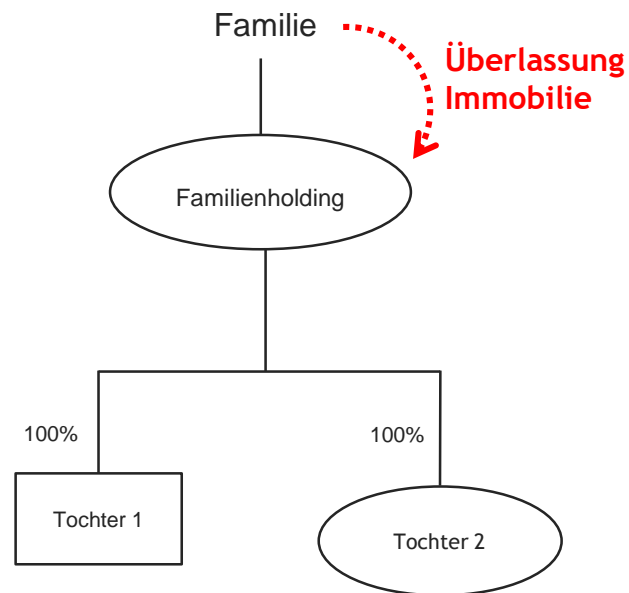 Familie
Überlassung
Immobilie
Familienholding
100%
100%
Tochter 1
Tochter 2